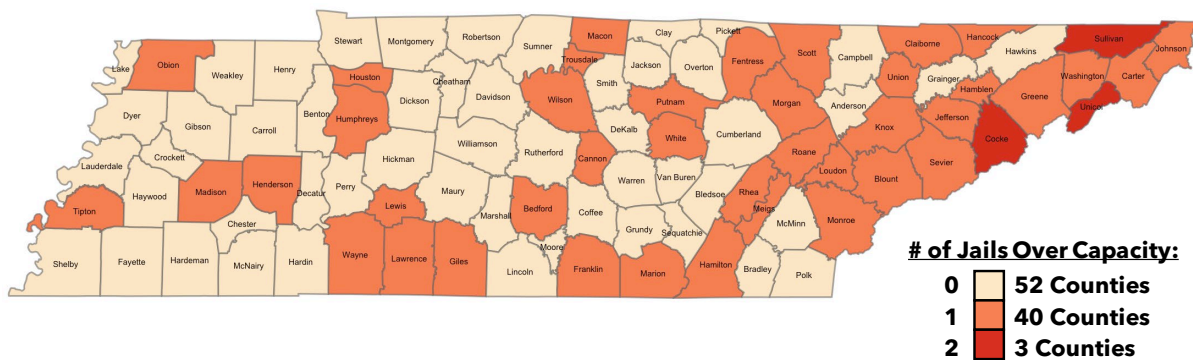 Stewart
Montgomery
Robertson
Sumner
Macon
Clay
Pickett
Scott
Campbell
Claiborne
Hancock
Hawkins
Sullivan
Johnson
Lake
Obion
Weakley
Henry
Houston
Cheatham
Trousdale
Jackson
Overton
Fentress
Union
Grainger
Hamblen
Washington
Carter
Dyer
Gibson
Carroll
Benton
Humphreys
Dickson
Davidson
Wilson
Smith
Putnam
Morgan
Anderson
Greene
Unicoi
Lauderdale
Crockett
Hickman
Williamson
Rutherford
DeKalb
White
Cumberland
Roane
Knox
Jefferson
Cocke
Tipton
Haywood
Madison
Henderson
Decatur
Perry
Lewis
Maury
Cannon
Warren
Van Buren
Bledsoe
Rhea
Meigs
Loudon
Blount
Sevier
Chester
Marshall
Bedford
Coffee
Grundy
Sequatchie
McMinn
Monroe
Shelby
Fayette
Hardeman
McNairy
Hardin
Wayne
Lawrence
Giles
Lincoln
Moore
Franklin
Marion
Hamilton
Bradley
Polk
# of Jails Over Capacity:
0 52 Counties
1 40 Counties
2 3 Counties